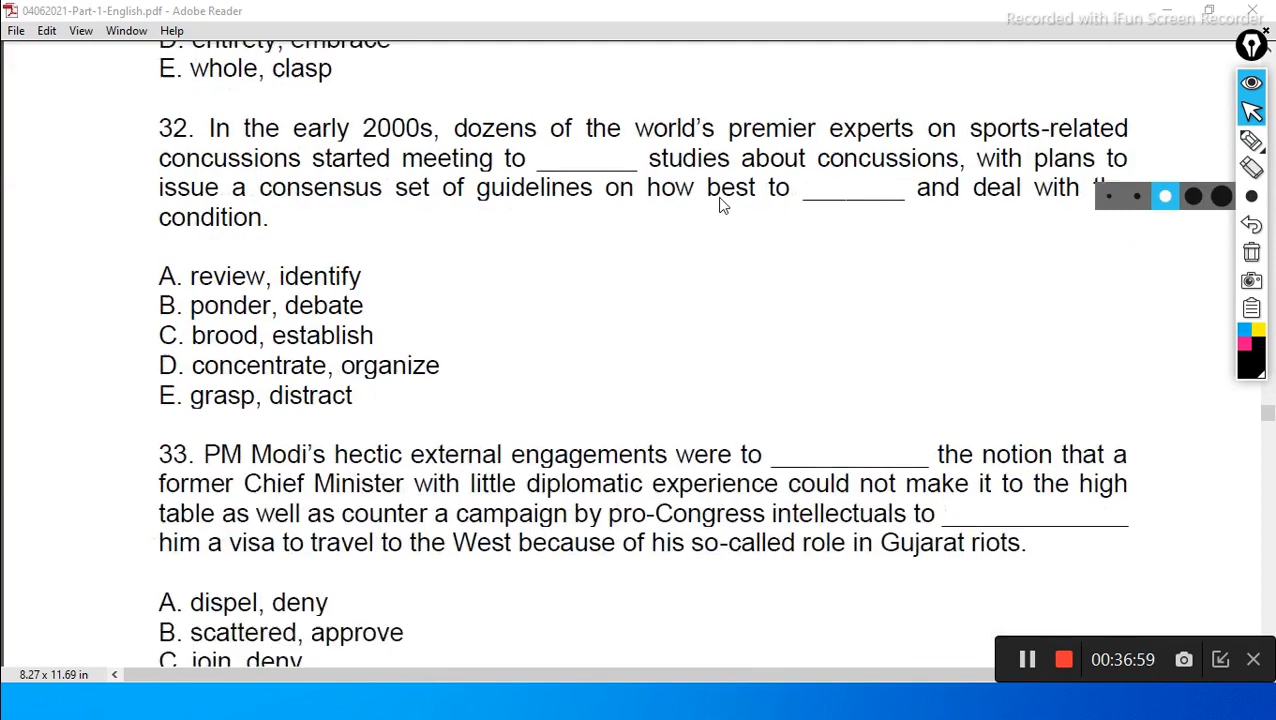 04062021-Part-1-English.pdf - Adobe Reader
Recorded with iFun Screen Recorder
File Edit View Window Help
D. entirety, embrace
E. whole, clasp
32. In the early 2000s, dozens of the world's premier experts on sports-related
concussions started meeting to ________ studies about concussions, with plans to
issue a consensus set of guidelines on how best to ________ and deal with the
condition.
A. review, identify
B. ponder, debate
C. brood, establish
D. concentrate, organize
E. grasp, distract
33. PM Modi's hectic external engagements were to ____________ the notion that a
former Chief Minister with little diplomatic experience could not make it to the high
table as well as counter a campaign by pro-Congress intellectuals to ______________
him a visa to travel to the West because of his so-called role in Gujarat riots.
A. dispel, deny
B. scattered, approve
C. join, deny
8.27 x 11.69 in
00:36:59